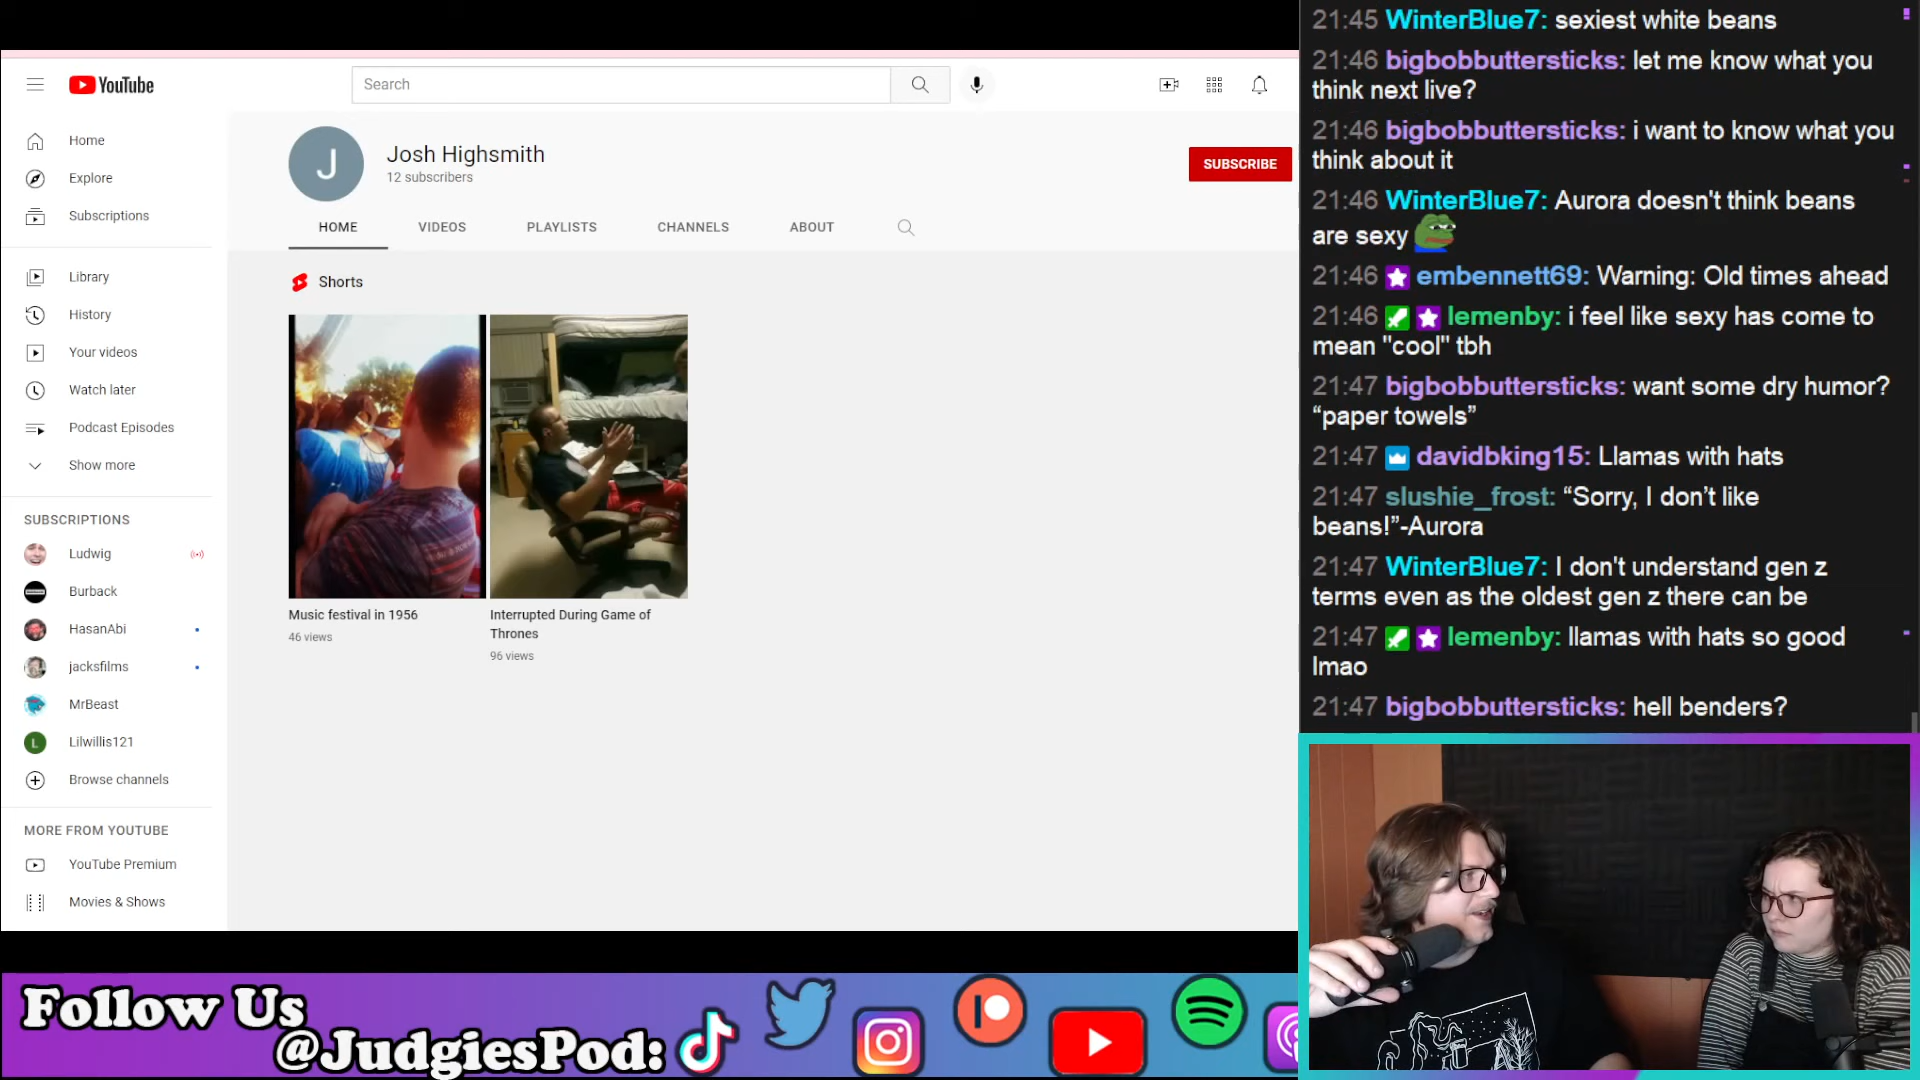 YouTube
Search
Home
Explore
Subscriptions
Library
History
Your videos
Watch later
Podcast Episodes
Show more
SUBSCRIPTIONS
Ludwig
Burback
HasanAbi
jacksfilms
MrBeast
L
Lilwillis121
Browse channels
MORE FROM YOUTUBE
YouTube Premium
Movies & Shows
J
Josh Highsmith
12 subscribers
SUBSCRIBE
HOME
VIDEOS
PLAYLISTS
CHANNELS
ABOUT
Shorts
Music festival in 1956
46 views
Interrupted During Game of
Thrones
96 views
21:45 WinterBlue7: sexiest white beans
21:46 bigbobbuttersticks: let me know what you
think next live?
21:46 bigbobbuttersticks: i want to know what you
think about it
21:46 WinterBlue7: Aurora doesn't think beans
are sexy
21:46 embennett69: Warning: Old times ahead
21:46 lemenby: i feel like sexy has come to
mean "cool" tbh
21:47 bigbobbuttersticks: want some dry humor?
“paper towels”
21:47 davidbking15: Llamas with hats
21:47 slushie_frost: “Sorry, I don’t like
beans!”-Aurora
21:47 WinterBlue7: I don't understand gen z
terms even as the oldest gen z there can be
21:47 lemenby: llamas with hats so good
lmao
21:47 bigbobbuttersticks: hell benders?
Follow Us
@JudgiesPod: